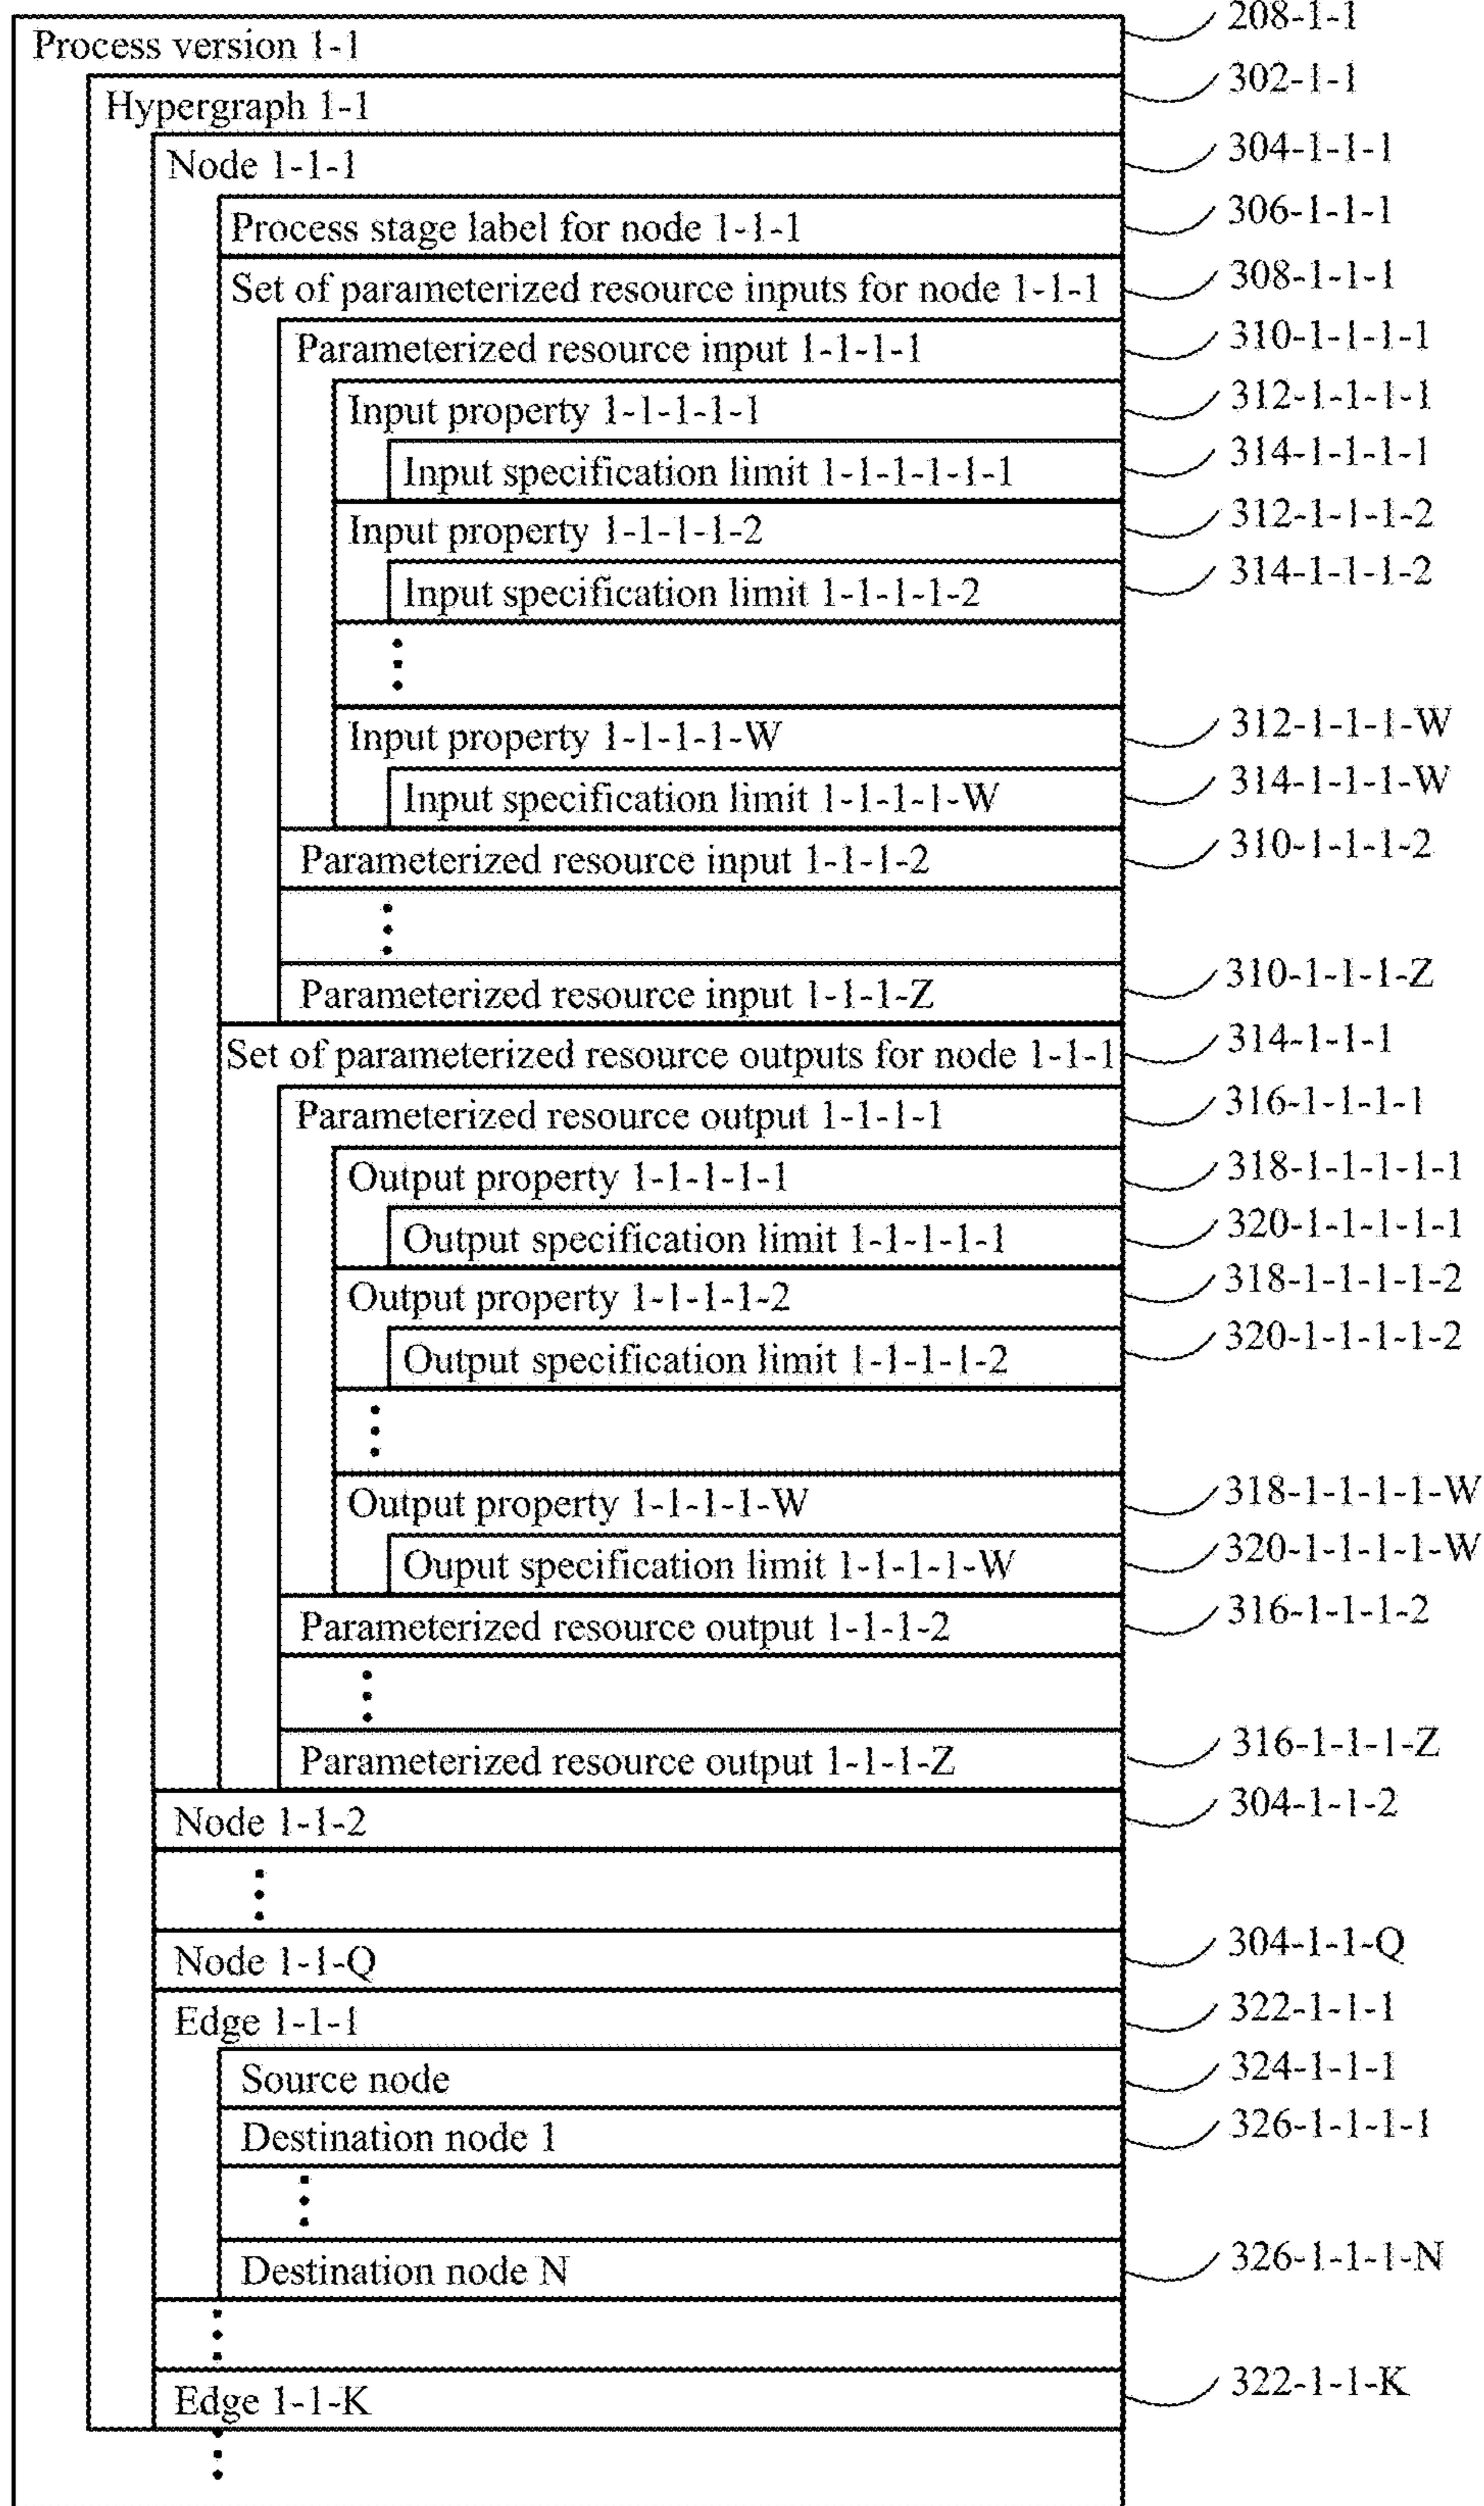 Process version 1-1 208-1-1
Hypergraph 1-1 302-1-1
Node 1-1-1 304-1-1-1
Process stage label for node 1-1-1 306-1-1-1
Set of parameterized resource inputs for node 1-1-1 308-1-1-1
Parameterized resource input 1-1-1-1 310-1-1-1-1
Input property 1-1-1-1-1 312-1-1-1-1
Input specification limit 1-1-1-1-1-1 314-1-1-1-1
Input property 1-1-1-1-2 312-1-1-1-2
Input specification limit 1-1-1-1-2 314-1-1-1-2
Input property 1-1-1-1-W 312-1-1-1-W
Input specification limit 1-1-1-1-W 314-1-1-1-W
Parameterized resource input 1-1-1-2 310-1-1-1-2
Parameterized resource input 1-1-1-Z 310-1-1-1-Z
Set of parameterized resource outputs for node 1-1-1 314-1-1-1
Parameterized resource output 1-1-1-1 316-1-1-1-1
Output property 1-1-1-1-1 318-1-1-1-1-1
Output specification limit 1-1-1-1-1 320-1-1-1-1-1
Output property 1-1-1-1-2 318-1-1-1-1-2
Output specification limit 1-1-1-1-2 320-1-1-1-1-2
Output property 1-1-1-1-W 318-1-1-1-1-W
Ouput specification limit 1-1-1-1-W 320-1-1-1-1-W
Parameterized resource output 1-1-1-2 316-1-1-1-2
Parameterized resource output 1-1-1-Z 316-1-1-1-Z
Node 1-1-2 304-1-1-2
Node 1-1-Q 304-1-1-Q
Edge 1-1-1 322-1-1-1
Source node 324-1-1-1
Destination node 1 326-1-1-1-1
Destination node N 326-1-1-1-N
Edge 1-1-K 322-1-1-K